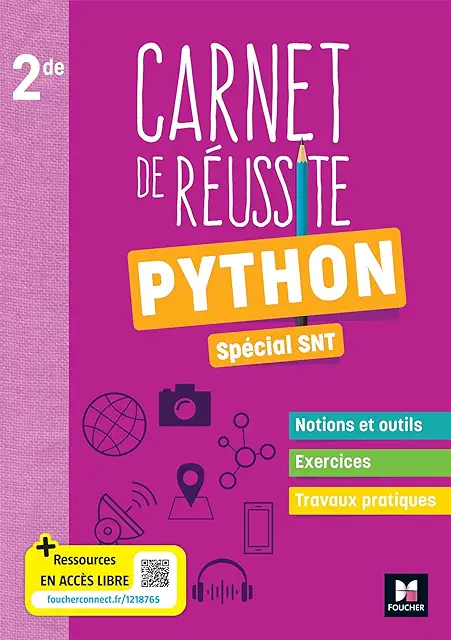 2de
CARNET
DE RÉUSSITE
PYTHON
Spécial SNT
Notions et outils
Exercices
Travaux pratiques
+ Ressources
EN ACCÈS LIBRE
foucherconnect.fr/1218765
FOUCHER